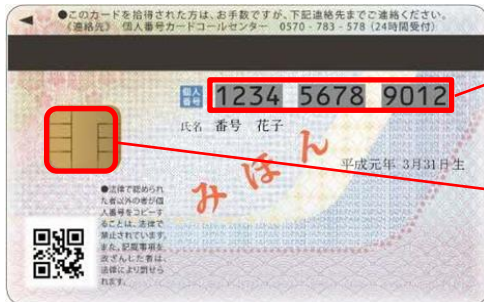 ●このカードを拾得された方は、お手数ですが、下記連絡先までご連絡ください。
《連絡先》 個人番号カードコールセンター 0570-783-578 (24時間受付)
個人番号 1234 5678 9012
氏名 番号 花子
平成元年 3月31日生
みほん
●法律で認められ
た者以外の者が個
人番号をコピーす
ることは、法律で
禁止されています。
また、記載事項を
改ざんした者は、
法律により罰せら
れます。